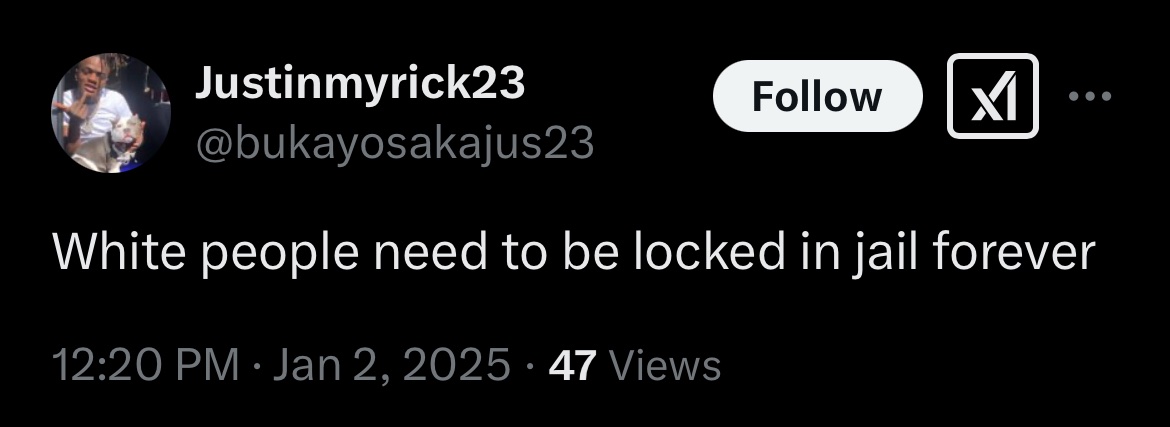 Justinmyrick23
@bukayosakajus23
Follow
White people need to be locked in jail forever
12:20 PM · Jan 2, 2025 · 47 Views